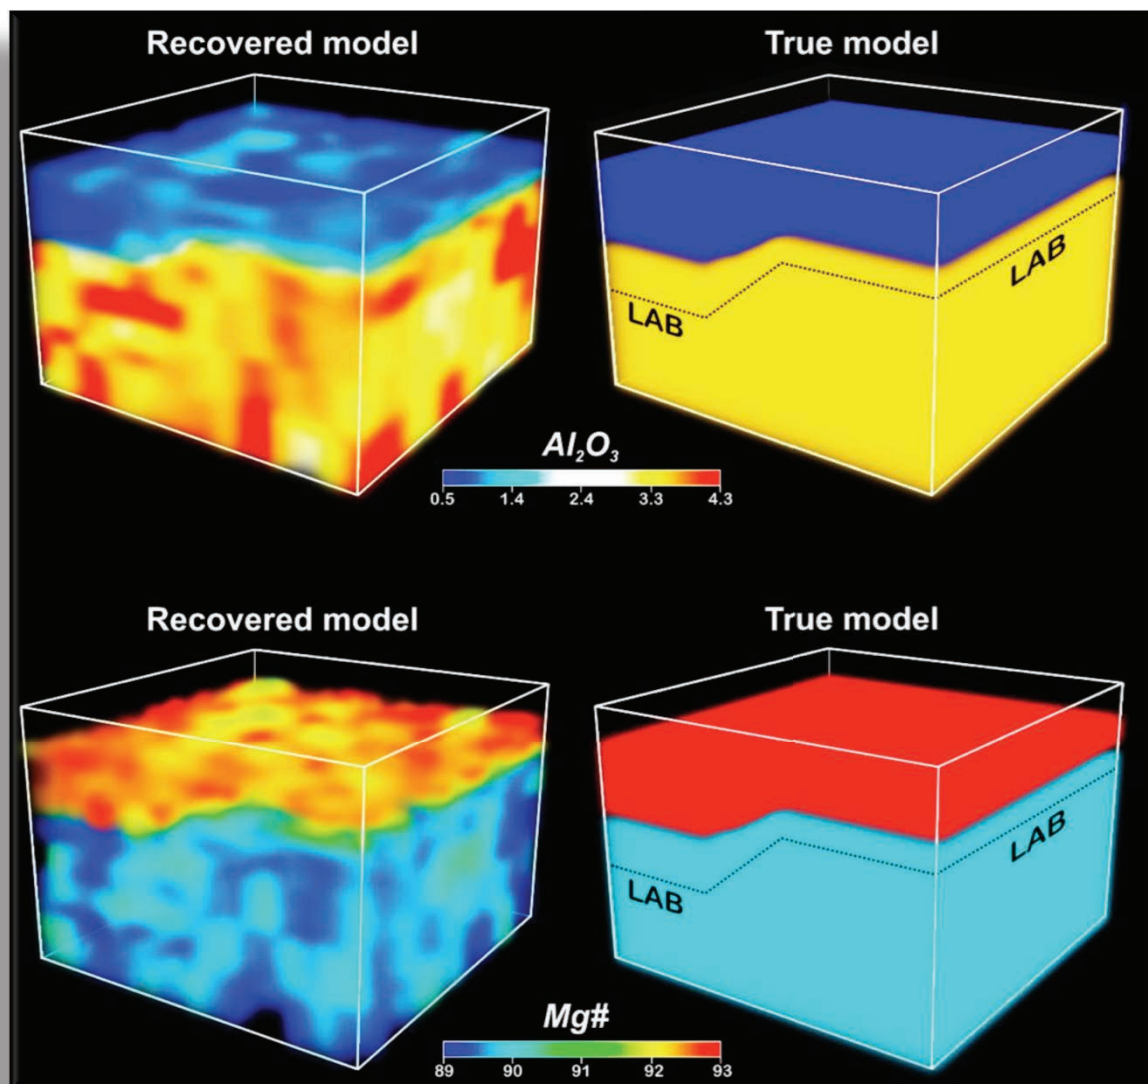 Recovered model
True model
LAB
LAB
Al₂O₃
0.5 1.4 2.4 3.3 4.3
Recovered model
True model
LAB
LAB
Mg#
89 90 91 92 93